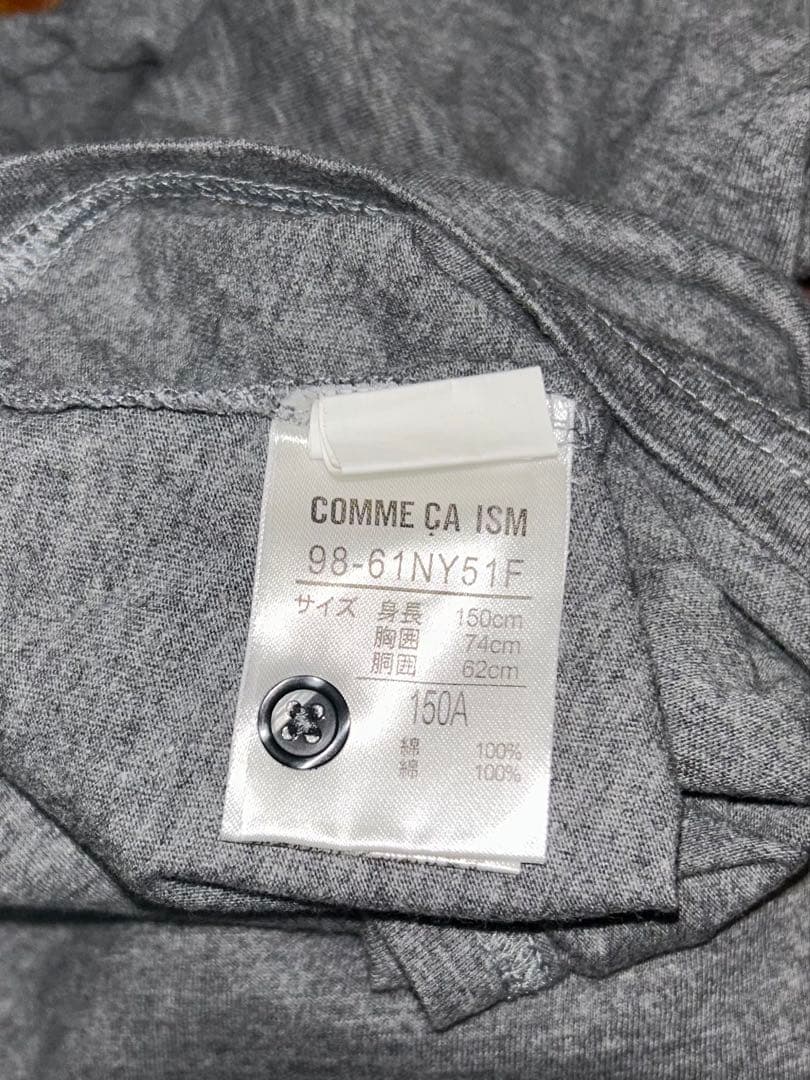 COMME ÇA ISM
98-61NY51F
サイズ 身長 150cm
胸囲 74cm
胴囲 62cm
150A
綿 100%
綿 100%